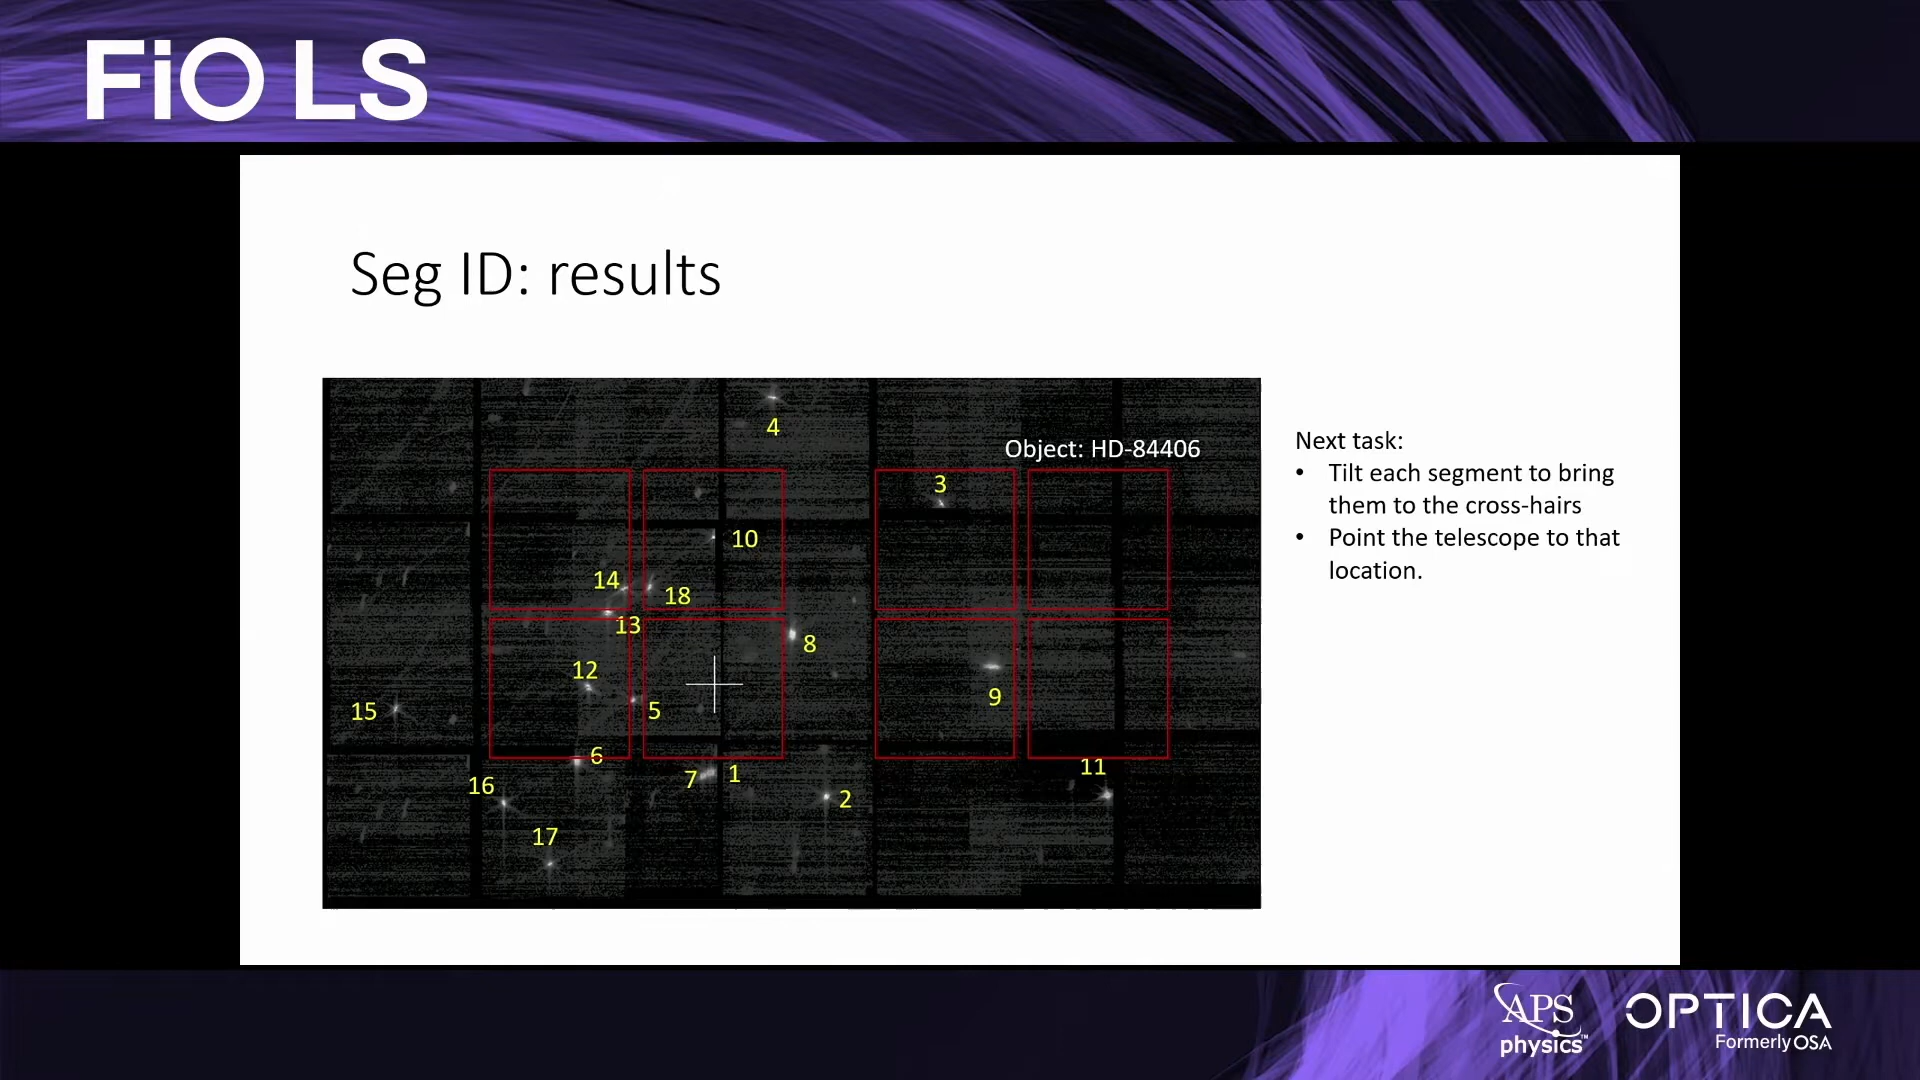 FiO LS
Seg ID: results
4
Object: HD-84406
3
10
14
18
13
8
12
9
15
5
6
11
7
1
16
2
17
Next task:
• Tilt each segment to bring
them to the cross-hairs
• Point the telescope to that
location.
APS
physics™
OPTICA
Formerly OSA